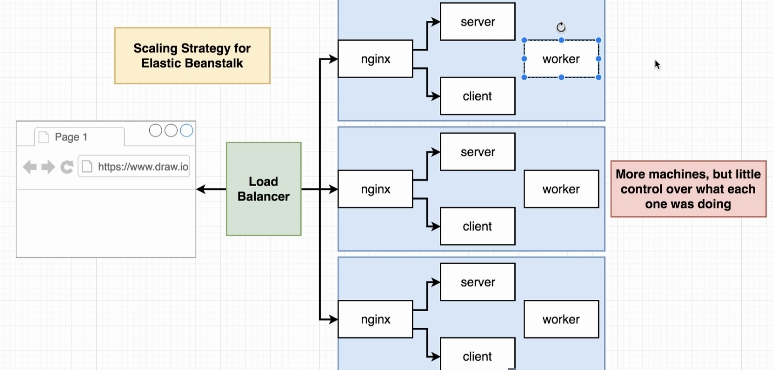 Scaling Strategy for
Elastic Beanstalk
Page 1
https://www.draw.io
Load
Balancer
nginx
server
worker
client
nginx
server
worker
client
nginx
server
worker
client
More machines, but little
control over what each
one was doing